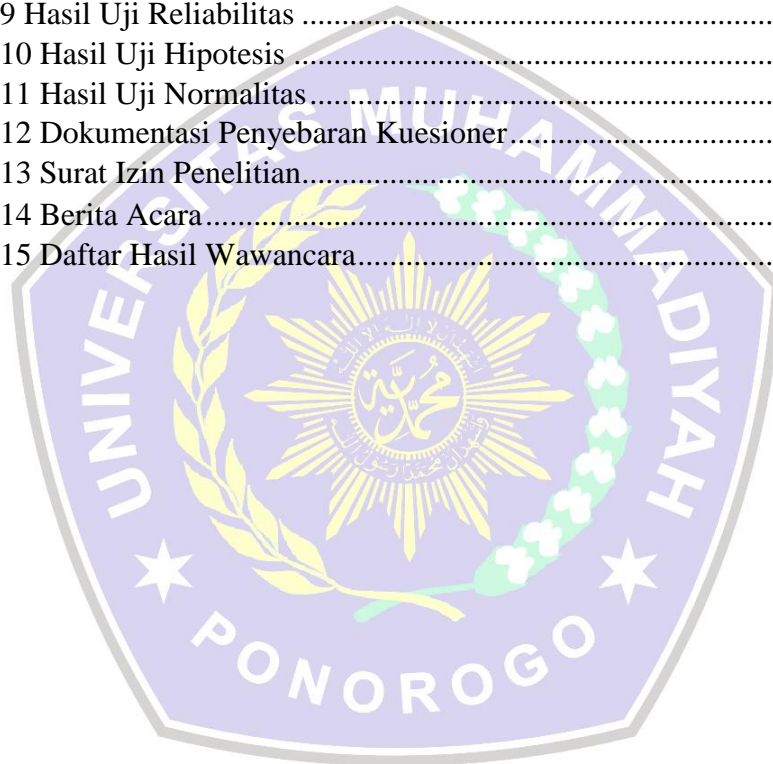 9 Hasil Uji Reliabilitas ........................................................
10 Hasil Uji Hipotesis .........................................................
11 Hasil Uji Normalitas.......................................................
12 Dokumentasi Penyebaran Kuesioner..............................
13 Surat Izin Penelitian........................................................
14 Berita Acara....................................................................
15 Daftar Hasil Wawancara.................................................
UNIVERSITAS MUHAMMADIYAH
محمدية
PONOROGO